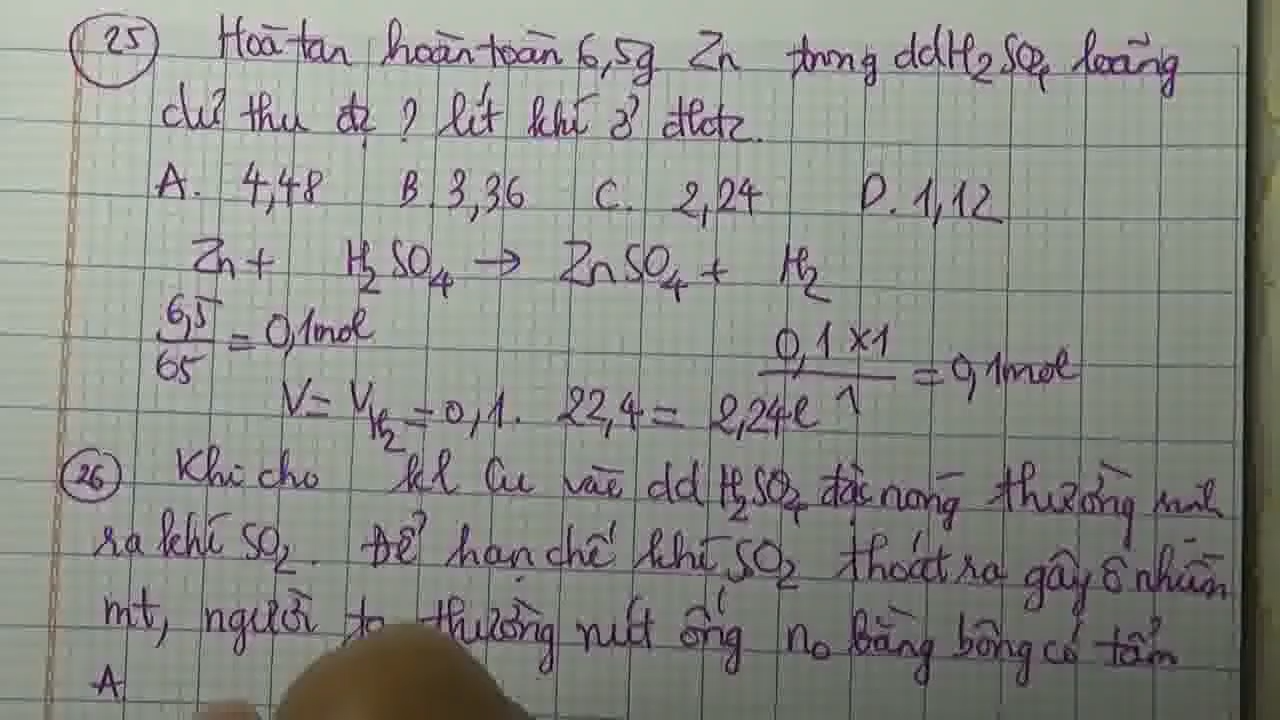 25 Hoà tan hoàn toàn 6,5g Zn trong dd H₂SO₄ loãng
dư thu đc ? lít khí ở đktc.
A. 4,48 B. 3,36 C. 2,24 D. 1,12
Zn + H₂SO₄ → ZnSO₄ + H₂
6,5/65 = 0,1mol 0,1×1/1 = 0,1mol
V = V_H₂ = 0,1. 22,4 = 2,24l
26 Khi cho kl Cu vào dd H₂SO₄ đặc nóng thường sinh
ra khí SO₂. Để hạn chế khí SO₂ thoát ra gây ô nhiễm
mt, người ta thường nút ống no bằng bông có tẩm
A